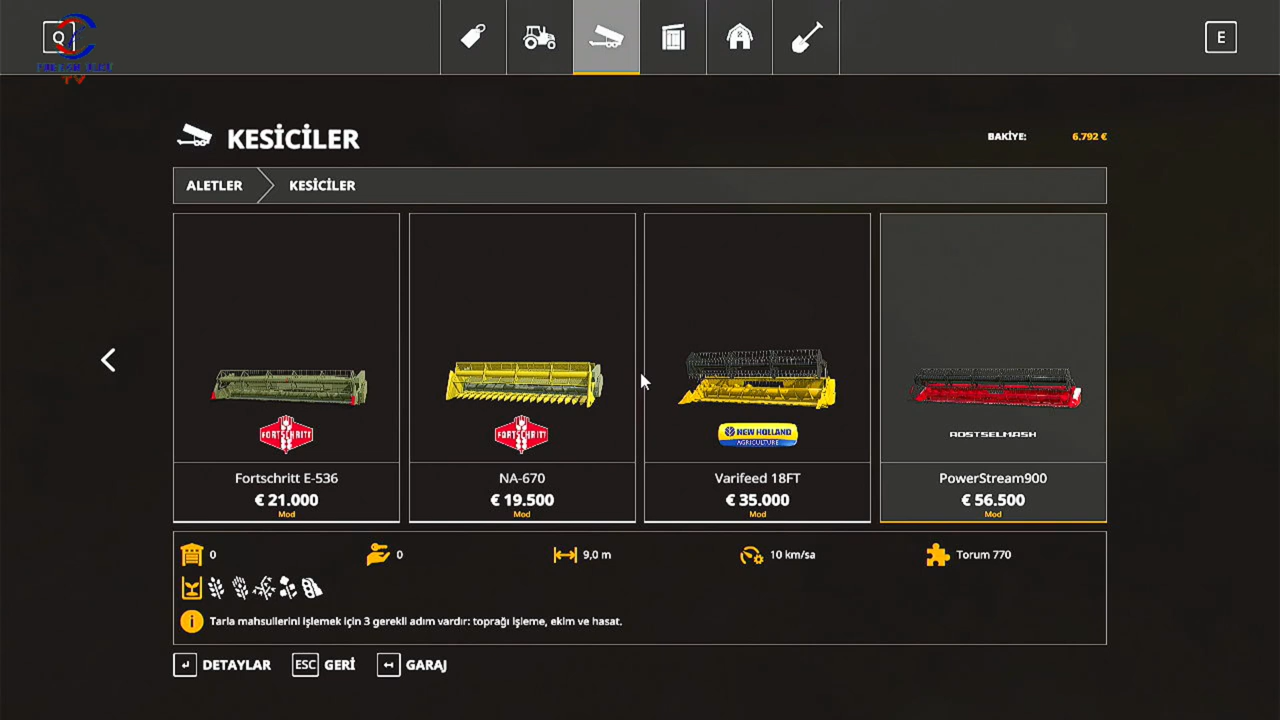 Q
TV
E
KESİCİLER
BAKİYE: 6.792 €
ALETLER KESİCİLER
FORTSCHRITT
FORTSCHRITT
NEW HOLLAND
AGRICULTURE
ROSTSELMASH
Fortschritt E-536
€ 21.000
Mod
NA-670
€ 19.500
Mod
Varifeed 18FT
€ 35.000
Mod
PowerStream900
€ 56.500
Mod
0 0 9,0 m 10 km/sa Torum 770
Tarla mahsullerini işlemek için 3 gerekli adım vardır: toprağı işleme, ekim ve hasat.
DETAYLAR ESC GERİ GARAJ